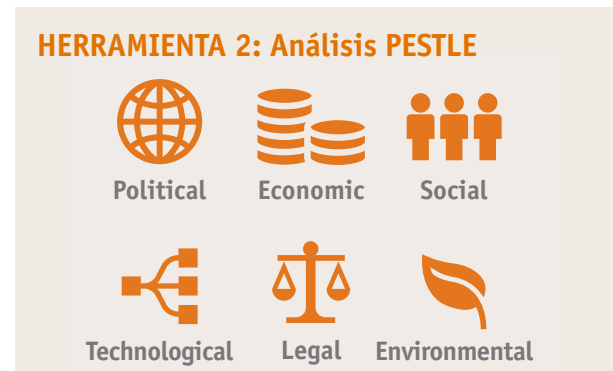 HERRAMIENTA 2: Análisis PESTLE
Political Economic Social
Technological Legal Environmental